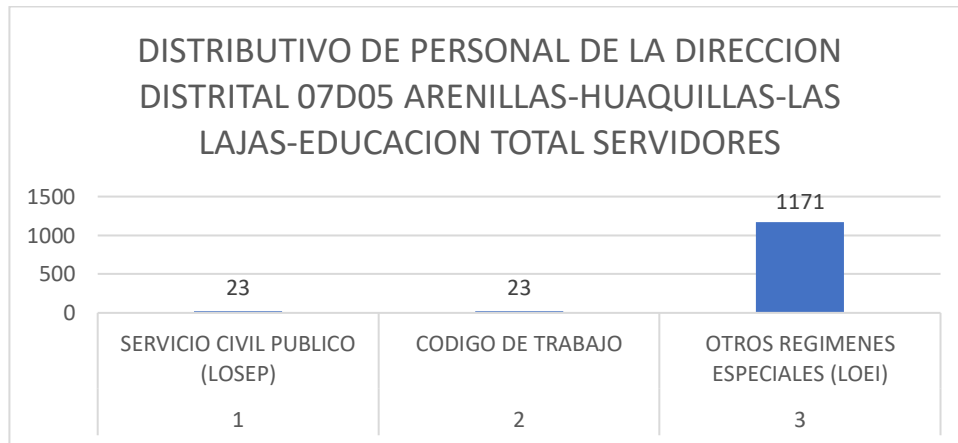 DISTRIBUTIVO DE PERSONAL DE LA DIRECCION
DISTRITAL 07D05 ARENILLAS-HUAQUILLAS-LAS
LAJAS-EDUCACION TOTAL SERVIDORES
1500
1000
500
0
23
23
1171
SERVICIO CIVIL PUBLICO
(LOSEP)
CODIGO DE TRABAJO
OTROS REGIMENES
ESPECIALES (LOEI)
1
2
3